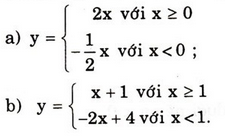 a) y = { 2x với x ≥ 0
-1/2 x với x < 0 ;
b) y = { x + 1 với x ≥ 1
-2x + 4 với x < 1.